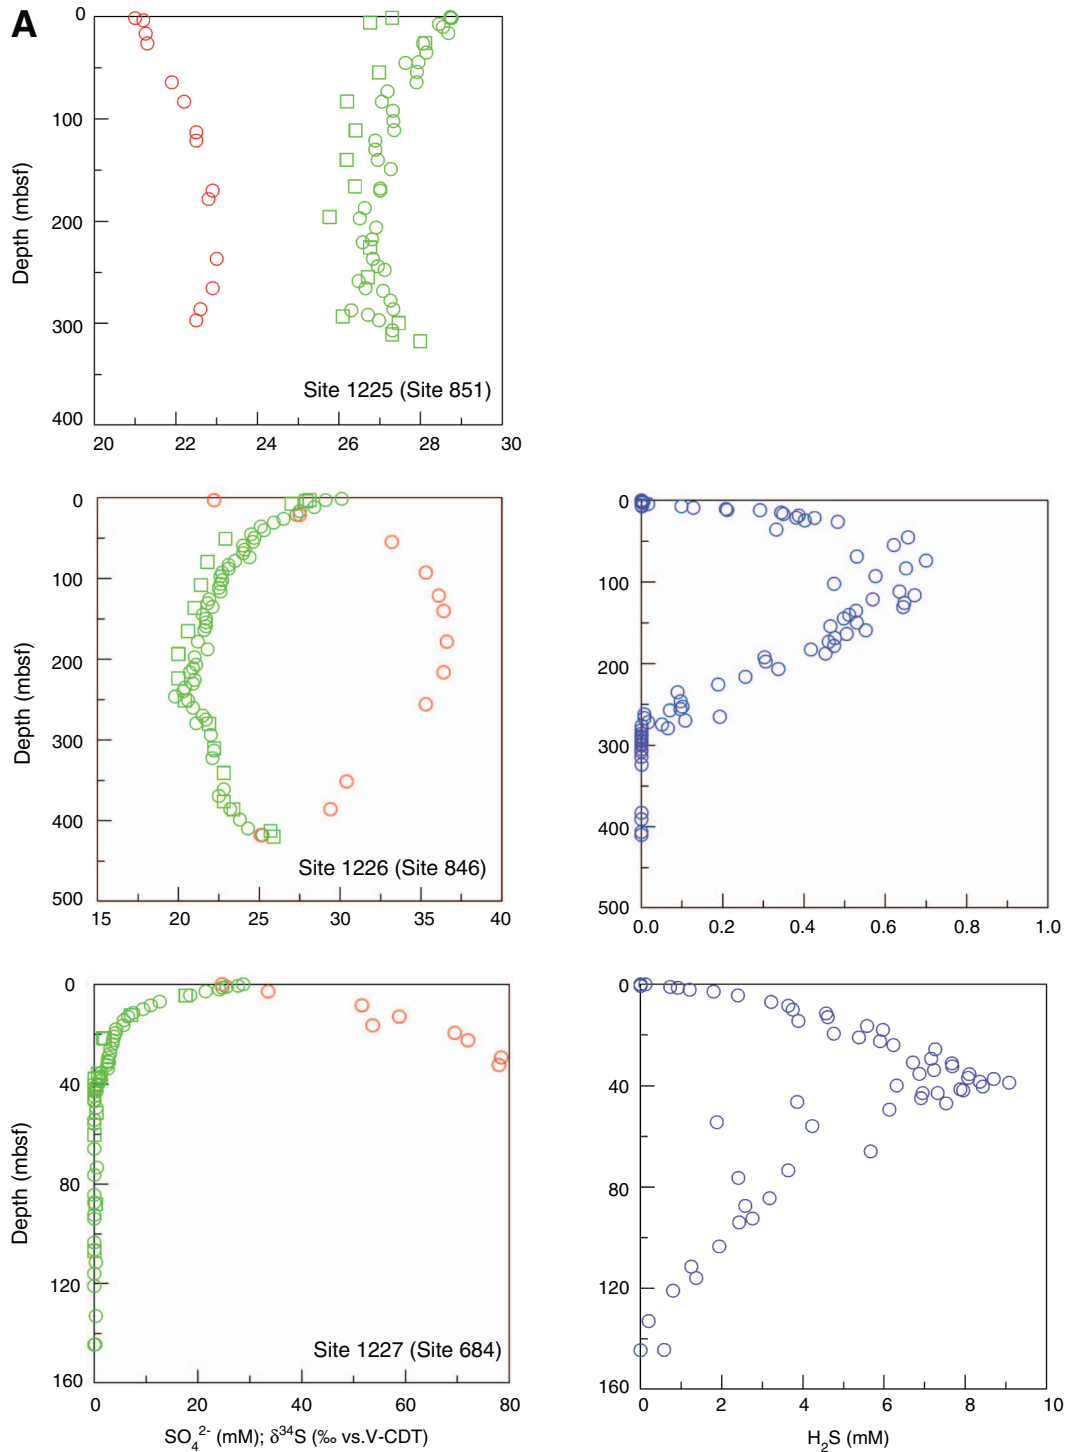 A
0
100
200
300
400
Depth (mbsf)
Site 1225 (Site 851)
20 22 24 26 28 30
0
100
200
300
400
500
Depth (mbsf)
Site 1226 (Site 846)
15 20 25 30 35 40
0
100
200
300
400
500
0.0 0.2 0.4 0.6 0.8 1.0
0
40
80
120
160
Depth (mbsf)
Site 1227 (Site 684)
0 20 40 60 80
SO₄²⁻ (mM); δ³⁴S (‰ vs.V-CDT)
0
40
80
120
160
0 2 4 6 8 10
H₂S (mM)